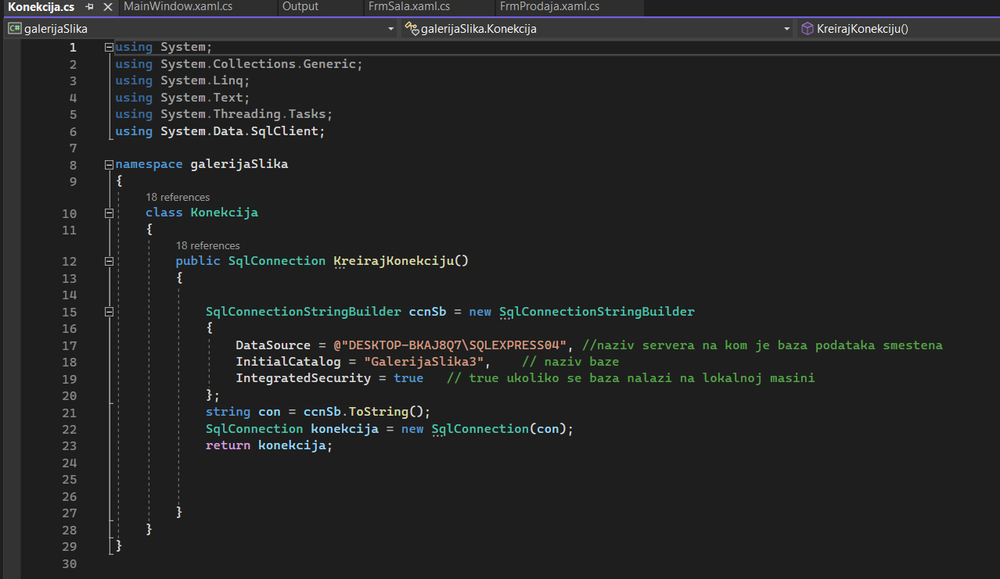 Konekcija.cs MainWindow.xaml.cs Output FrmSala.xaml.cs FrmProdaja.xaml.cs
C# galerijaSlika galerijaSlika.Konekcija KreirajKonekciju()
1 using System;
2 using System.Collections.Generic;
3 using System.Linq;
4 using System.Text;
5 using System.Threading.Tasks;
6 using System.Data.SqlClient;
7
8 namespace galerijaSlika
9 {
18 references
10 class Konekcija
11 {
18 references
12 public SqlConnection KreirajKonekciju()
13 {
14
15 SqlConnectionStringBuilder ccnSb = new SqlConnectionStringBuilder
16 {
17 DataSource = @"DESKTOP-BKAJ8Q7\SQLEXPRESS04", //naziv servera na kom je baza podataka smestena
18 InitialCatalog = "GalerijaSlika3", // naziv baze
19 IntegratedSecurity = true // true ukoliko se baza nalazi na lokalnoj masini
20 };
21 string con = ccnSb.ToString();
22 SqlConnection konekcija = new SqlConnection(con);
23 return konekcija;
24
25
26
27 }
28 }
29 }
30